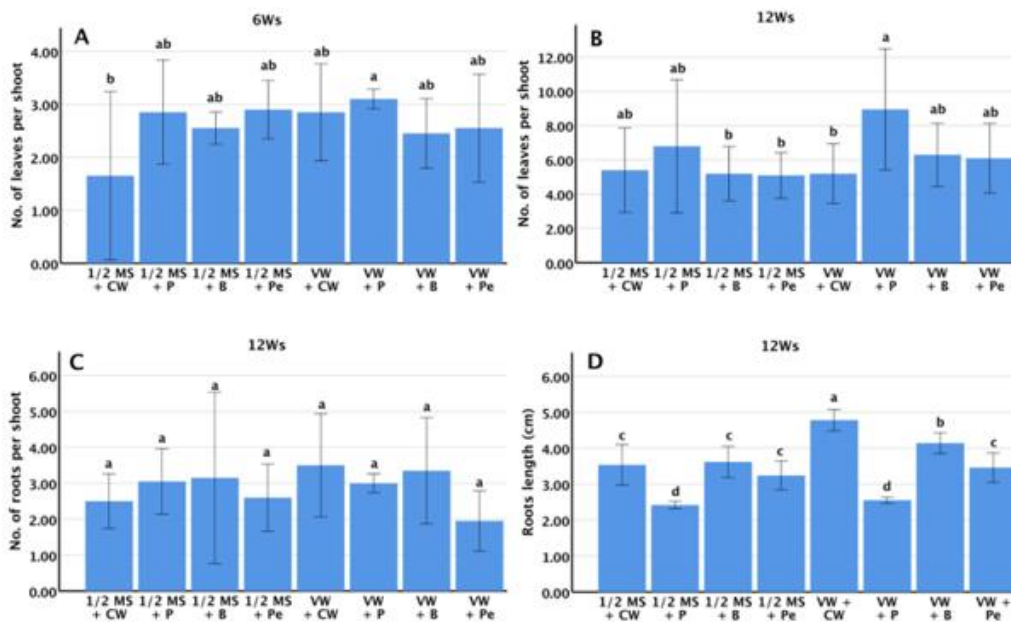 A
6Ws
No. of leaves per shoot
4.00
3.00
2.00
1.00
0.00
b
ab
ab
ab
ab
a
ab
ab
1/2 MS + CW
1/2 MS + P
1/2 MS + B
1/2 MS + Pe
VW + CW
VW + P
VW + B
VW + Pe
B
12Ws
No. of leaves per shoot
12.00
10.00
8.00
6.00
4.00
2.00
0.00
ab
ab
b
b
b
a
ab
ab
1/2 MS + CW
1/2 MS + P
1/2 MS + B
1/2 MS + Pe
VW + CW
VW + P
VW + B
VW + Pe
C
12Ws
No. of roots per shoot
6.00
5.00
4.00
3.00
2.00
1.00
0.00
a
a
a
a
a
a
a
a
1/2 MS + CW
1/2 MS + P
1/2 MS + B
1/2 MS + Pe
VW + CW
VW + P
VW + B
VW + Pe
D
12Ws
Roots length (cm)
6.00
5.00
4.00
3.00
2.00
1.00
0.00
c
d
c
c
a
d
b
c
1/2 MS + CW
1/2 MS + P
1/2 MS + B
1/2 MS + Pe
VW + CW
VW + P
VW + B
VW + Pe